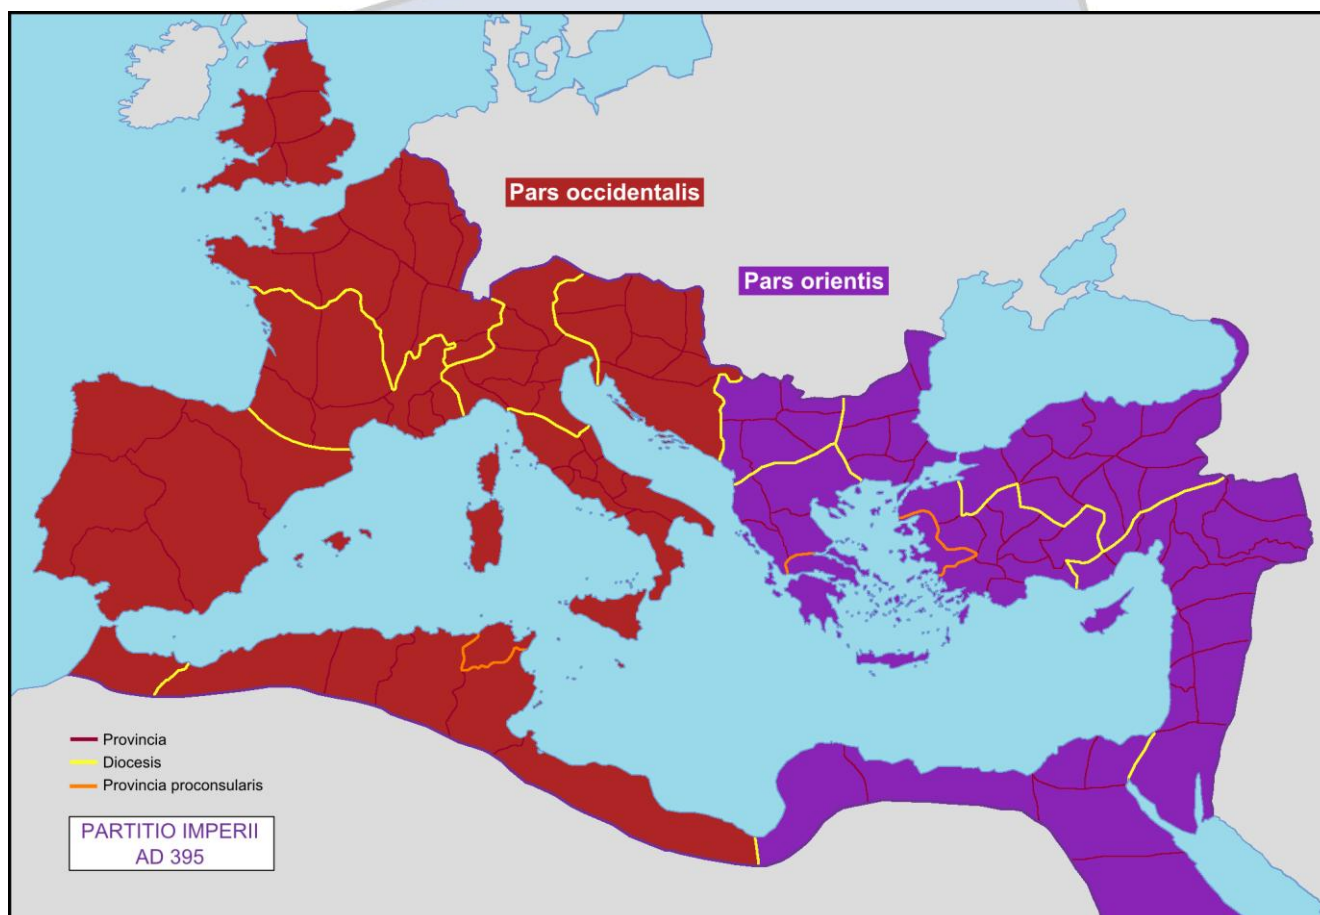 Pars occidentalis
Pars orientis
Provincia
Diocesis
Provincia proconsularis
PARTITIO IMPERII
AD 395